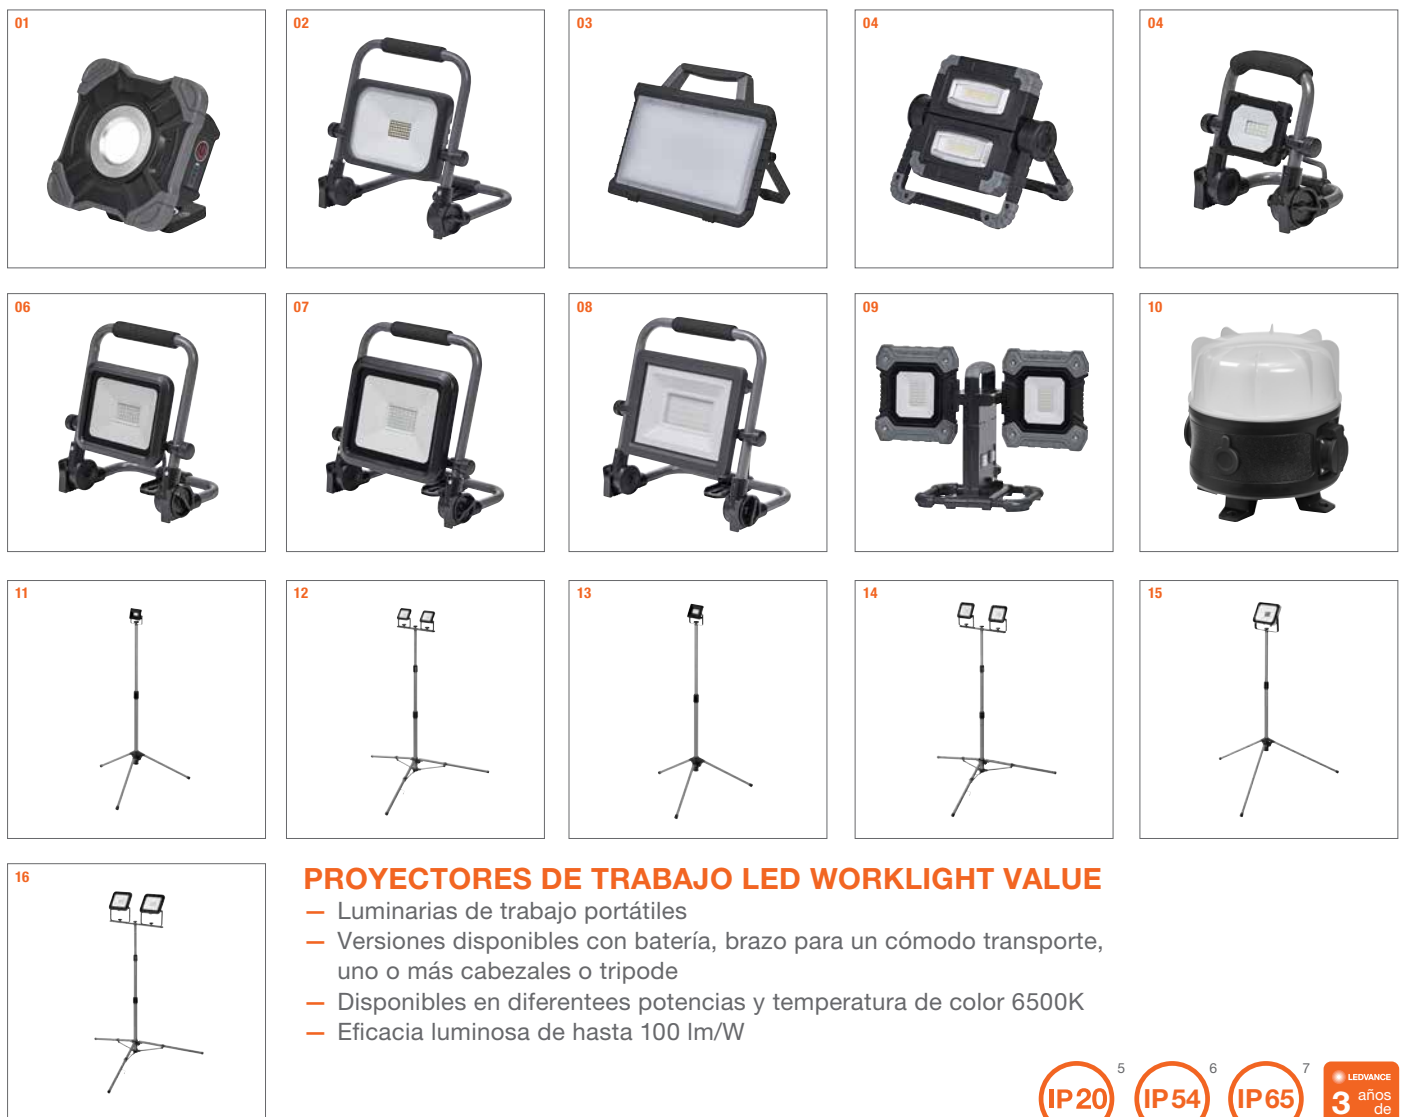 01
02
03
04
04
06
07
08
09
10
11
12
13
14
15
16
PROYECTORES DE TRABAJO LED WORKLIGHT VALUE
— Luminarias de trabajo portátiles
— Versiones disponibles con batería, brazo para un cómodo transporte,
uno o más cabezales o tripode
— Disponibles en diferentees potencias y temperatura de color 6500K
— Eficacia luminosa de hasta 100 lm/W
IP20 5
IP54 6
IP65 7
LEDVANCE
3 años
de